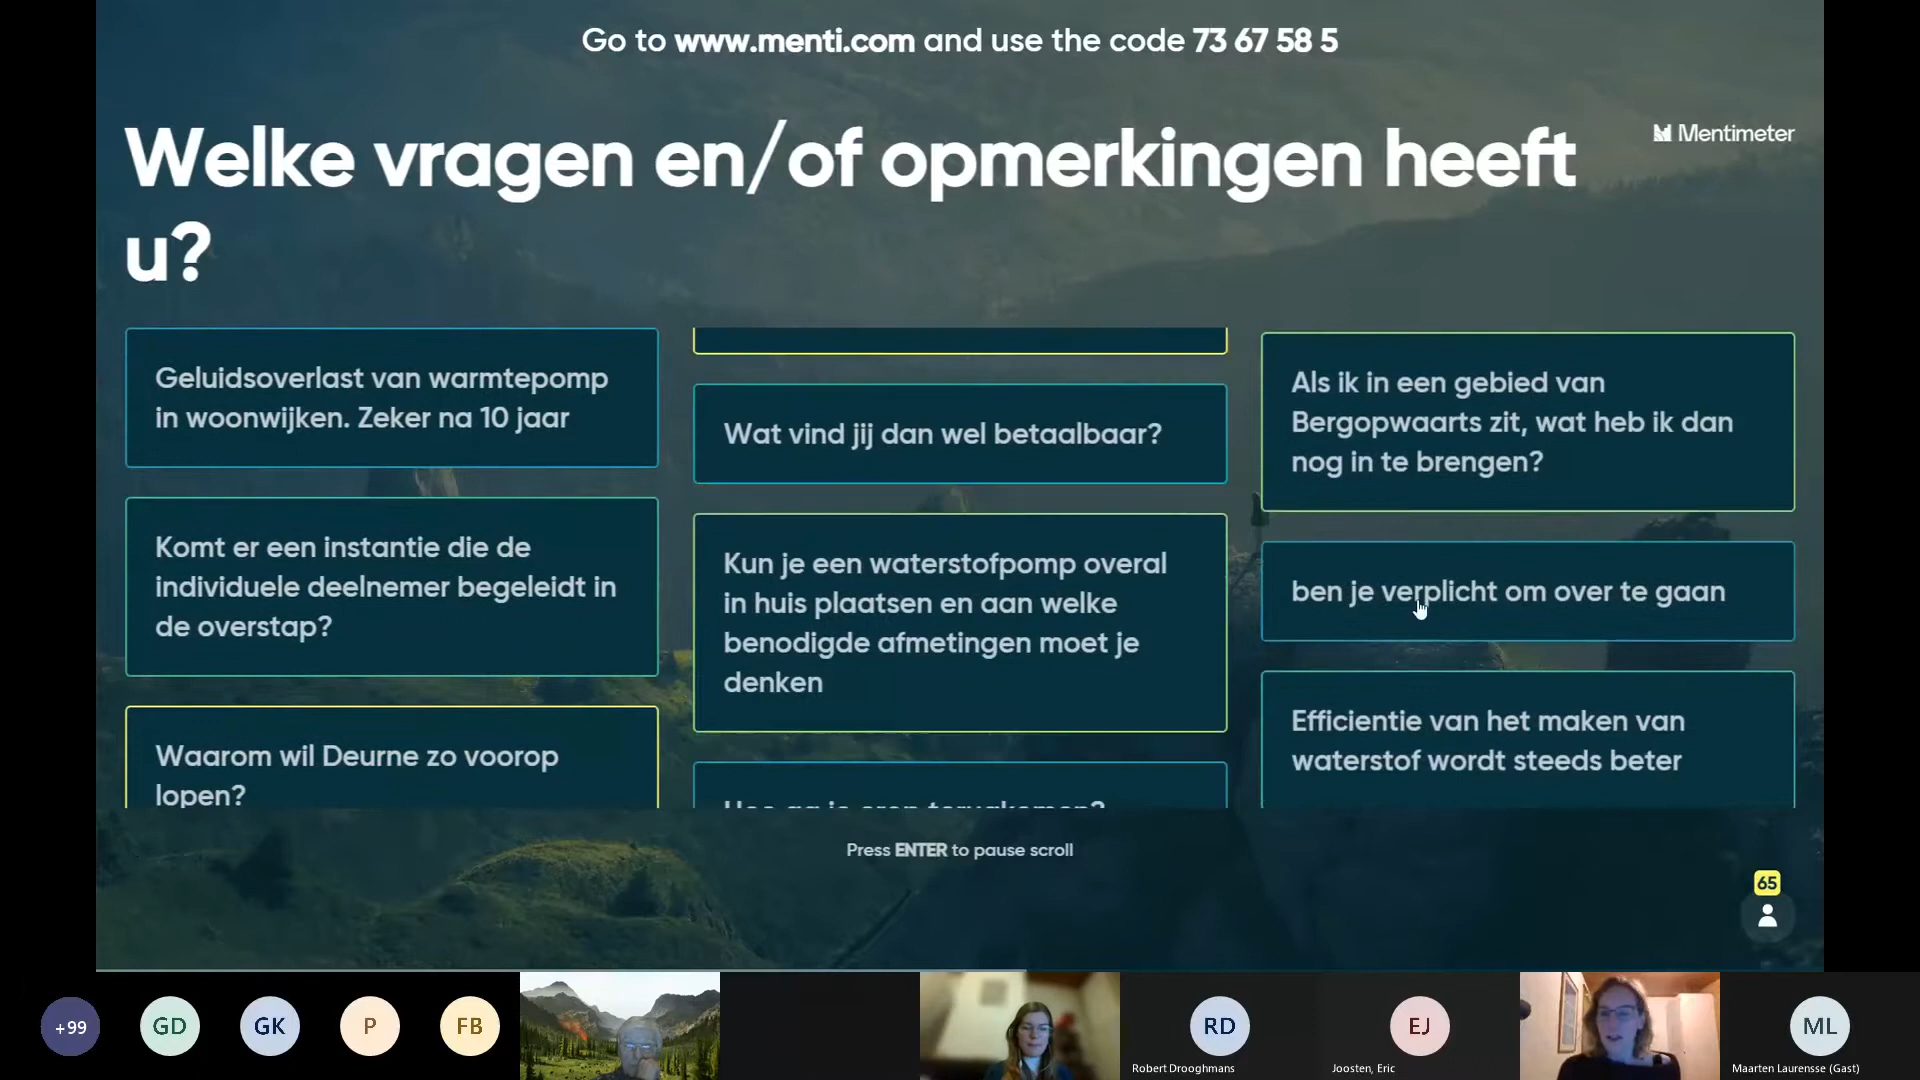 Go to www.menti.com and use the code 73 67 58 5
Welke vragen en/of opmerkingen heeft
u?
Mentimeter
Geluidsoverlast van warmtepomp
in woonwijken. Zeker na 10 jaar
Komt er een instantie die de
individuele deelnemer begeleidt in
de overstap?
Waarom wil Deurne zo voorop
lopen?
Wat vind jij dan wel betaalbaar?
Kun je een waterstofpomp overal
in huis plaatsen en aan welke
benodigde afmetingen moet je
denken
Als ik in een gebied van
Bergopwaarts zit, wat heb ik dan
nog in te brengen?
ben je verplicht om over te gaan
Efficientie van het maken van
waterstof wordt steeds beter
Press ENTER to pause scroll
65
+99
GD
GK
P
FB
RD
Robert Drooghmans
EJ
Joosten, Eric
ML
Maarten Laurensse (Gast)